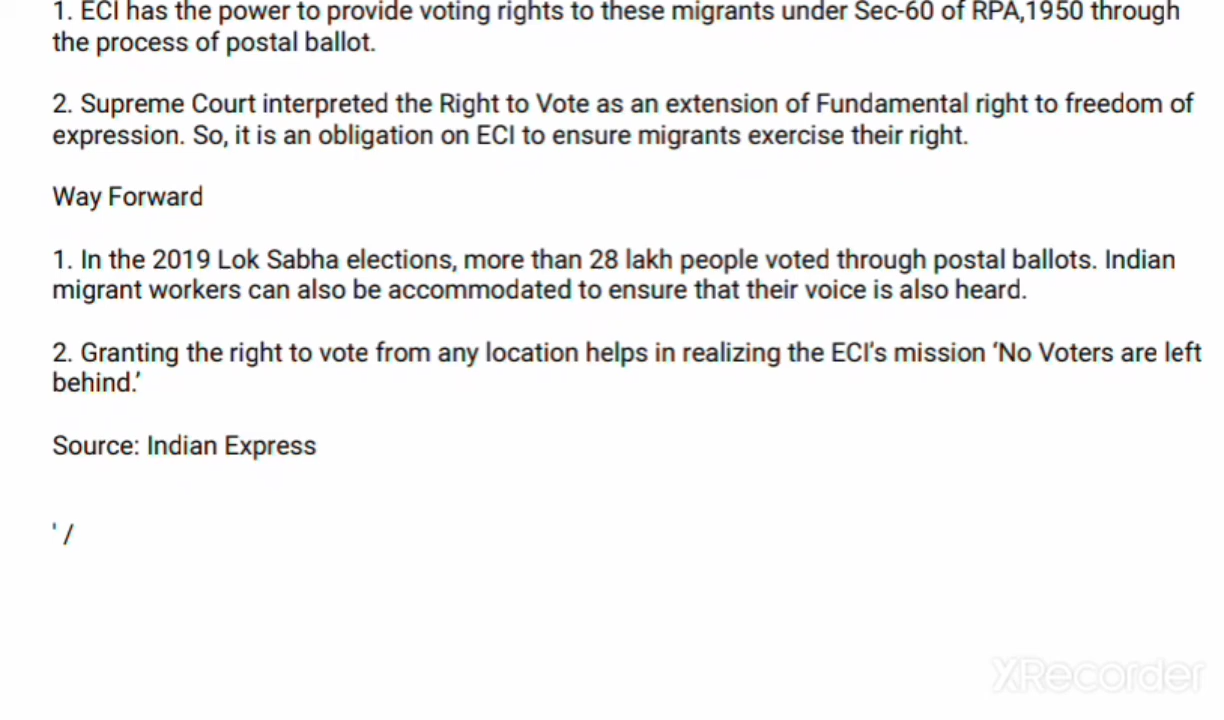 1. ECI has the power to provide voting rights to these migrants under Sec-60 of RPA,1950 through
the process of postal ballot.
2. Supreme Court interpreted the Right to Vote as an extension of Fundamental right to freedom of
expression. So, it is an obligation on ECI to ensure migrants exercise their right.
Way Forward
1. In the 2019 Lok Sabha elections, more than 28 lakh people voted through postal ballots. Indian
migrant workers can also be accommodated to ensure that their voice is also heard.
2. Granting the right to vote from any location helps in realizing the ECI's mission ‘No Voters are left
behind.’
Source: Indian Express
' /
XRecorder